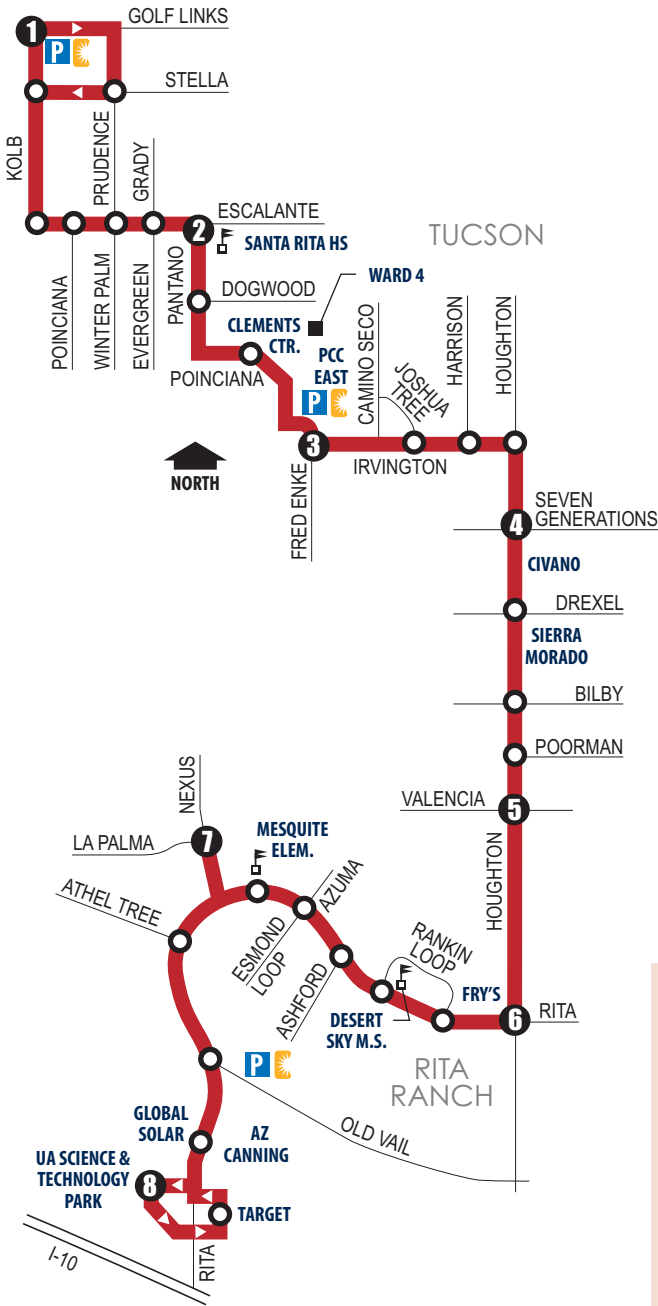 GOLF LINKS
1
P
STELLA
KOLB
PRUDENCE
GRADY
ESCALANTE
2
SANTA RITA HS
TUCSON
POINCIANA
WINTER PALM
EVERGREEN
PANTANO
DOGWOOD
WARD 4
CLEMENTS
CTR.
POINCIANA
PCC
EAST
P
CAMINO SECO
JOSHUA
TREE
HARRISON
HOUGHTON
3
IRVINGTON
NORTH
FRED ENKE
SEVEN
GENERATIONS
4
CIVANO
DREXEL
SIERRA
MORADO
BILBY
POORMAN
VALENCIA
5
NEXUS
LA PALMA
7
MESQUITE
ELEM.
HOUGHTON
ATHEL TREE
AZUMA
ESMOND
LOOP
RANKIN
LOOP
ASHFORD
FRY'S
DESERT
SKY M.S.
6
RITA
P
RITA
RANCH
GLOBAL
SOLAR
AZ
CANNING
OLD VAIL
UA SCIENCE &
TECHNOLOGY
PARK
8
TARGET
RITA
I-10